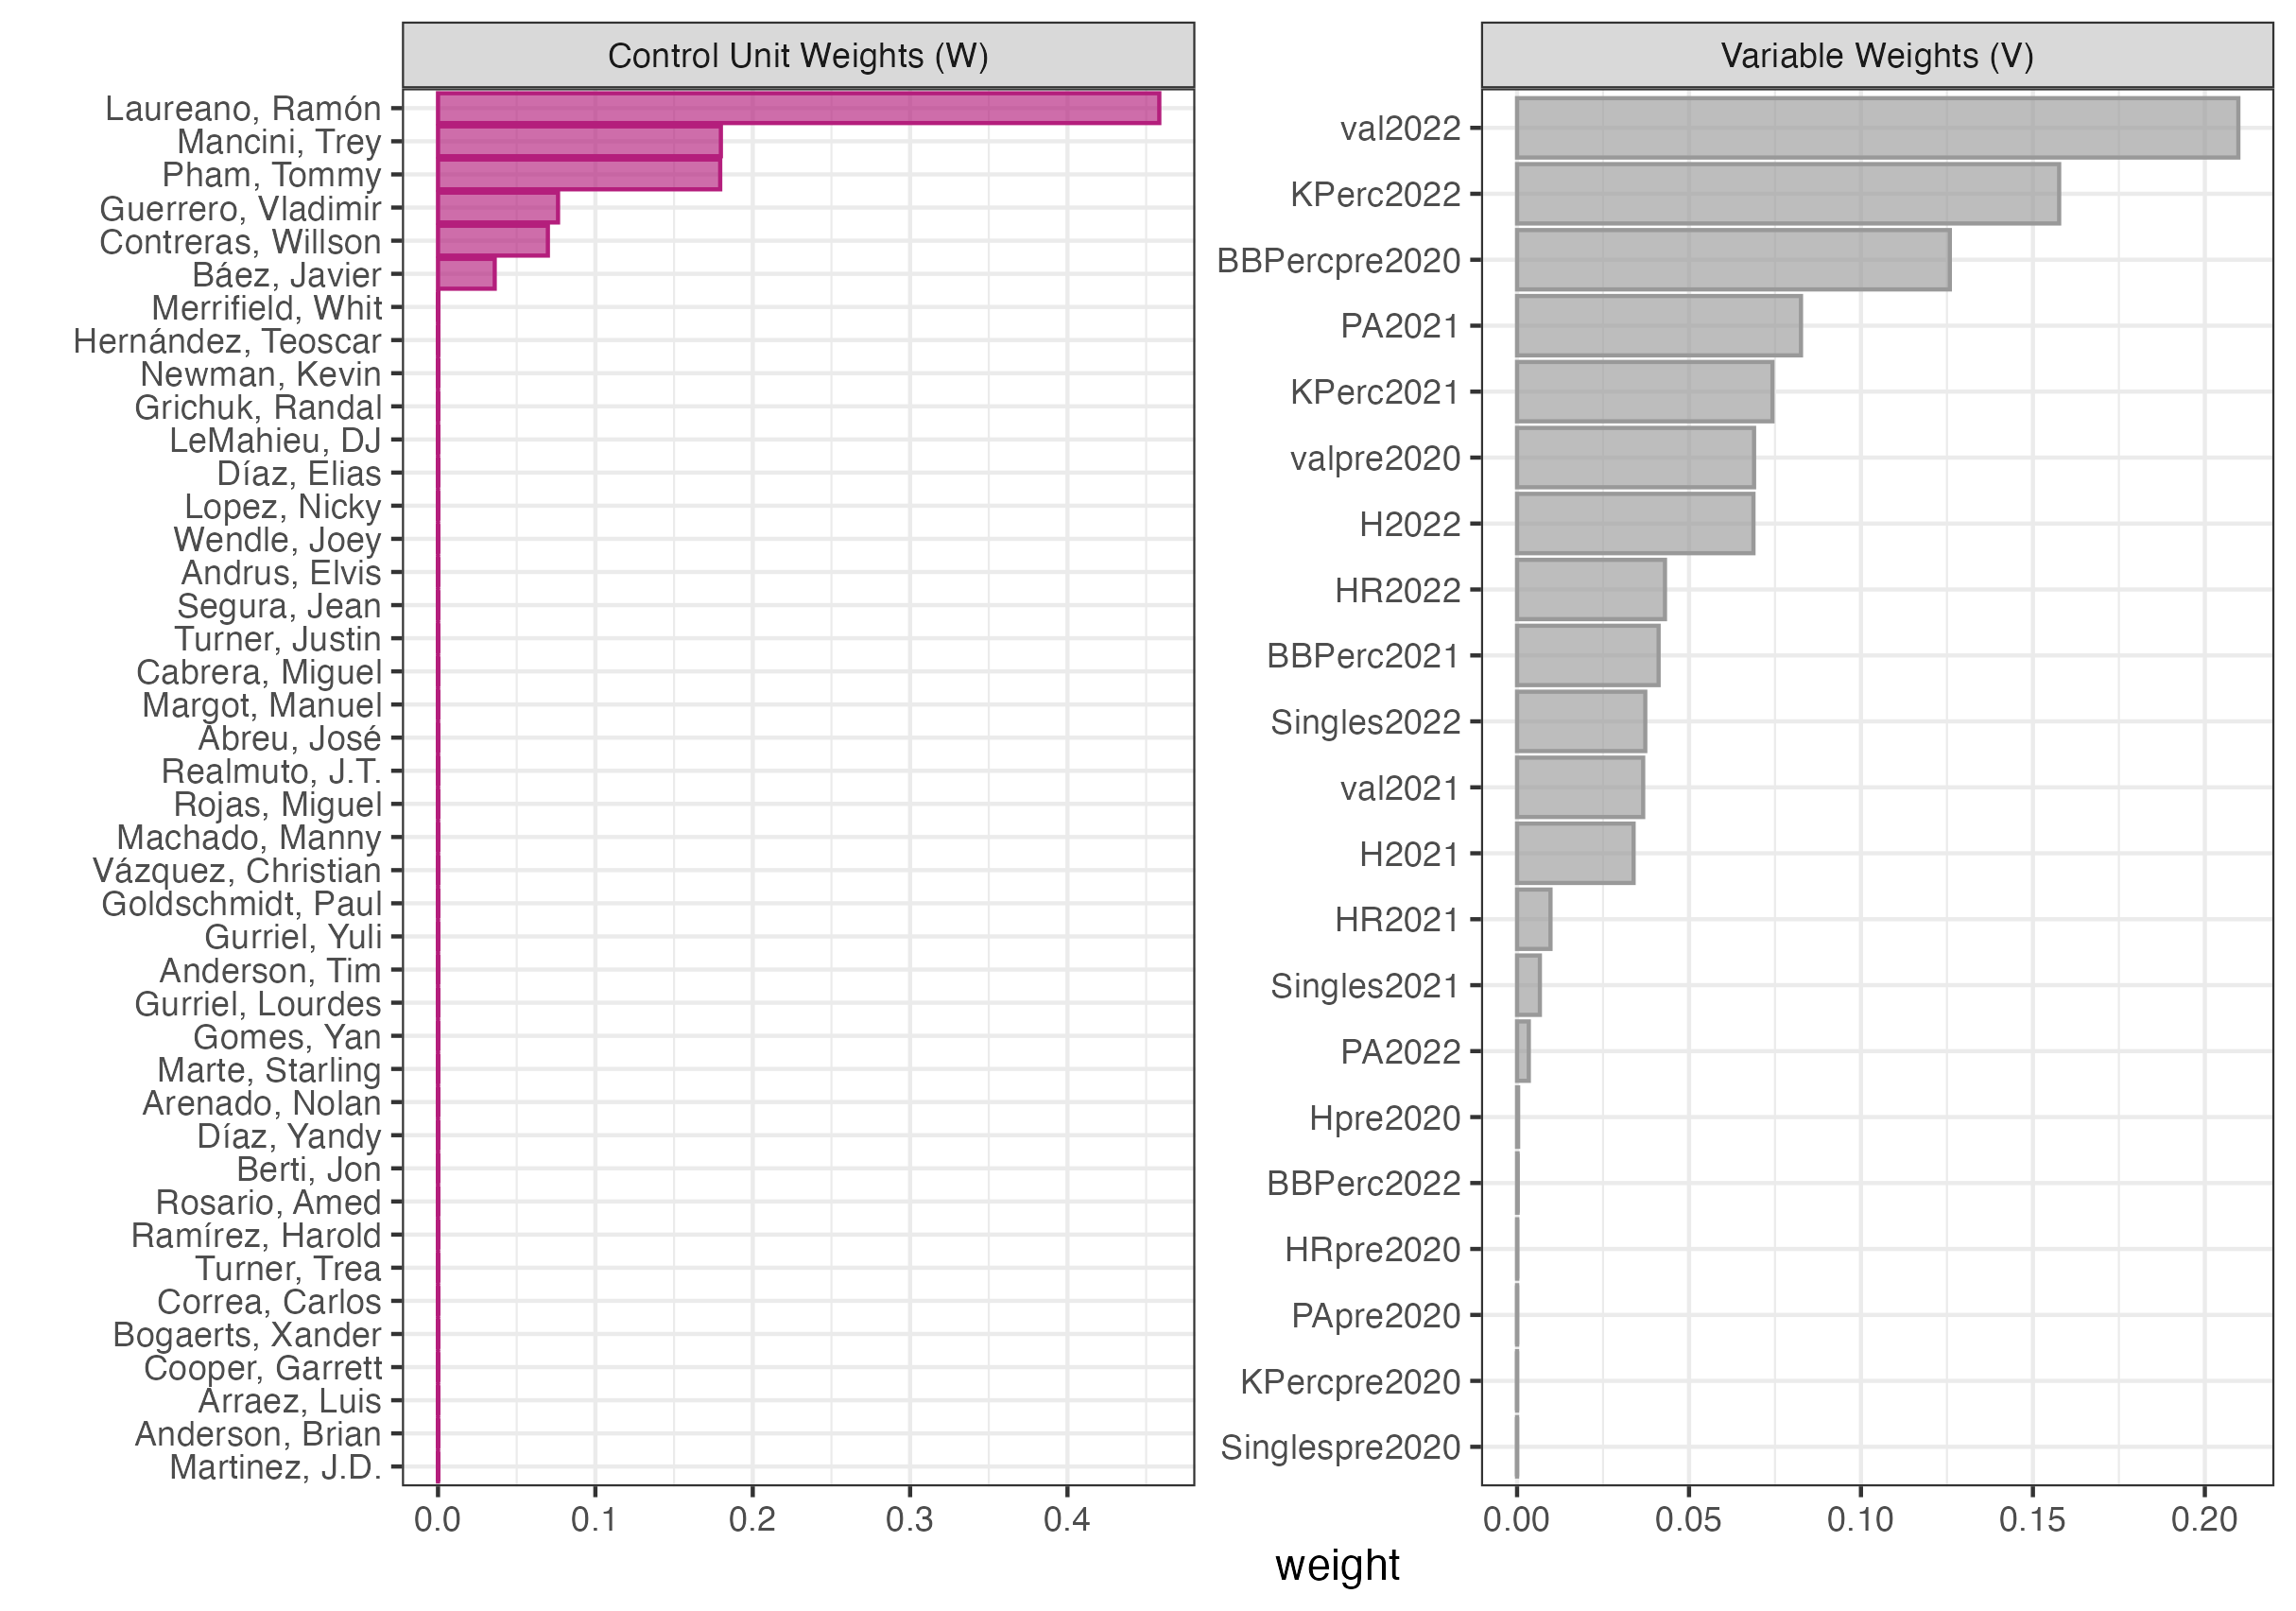 Control Unit Weights (W)
Laureano, Ramón
Mancini, Trey
Pham, Tommy
Guerrero, Vladimir
Contreras, Willson
Báez, Javier
Merrifield, Whit
Hernández, Teoscar
Newman, Kevin
Grichuk, Randal
LeMahieu, DJ
Díaz, Elias
Lopez, Nicky
Wendle, Joey
Andrus, Elvis
Segura, Jean
Turner, Justin
Cabrera, Miguel
Margot, Manuel
Abreu, José
Realmuto, J.T.
Rojas, Miguel
Machado, Manny
Vázquez, Christian
Goldschmidt, Paul
Gurriel, Yuli
Anderson, Tim
Gurriel, Lourdes
Gomes, Yan
Marte, Starling
Arenado, Nolan
Díaz, Yandy
Berti, Jon
Rosario, Amed
Ramírez, Harold
Turner, Trea
Correa, Carlos
Bogaerts, Xander
Cooper, Garrett
Arraez, Luis
Anderson, Brian
Martinez, J.D.
0.0 0.1 0.2 0.3 0.4
Variable Weights (V)
val2022
KPerc2022
BBPercpre2020
PA2021
KPerc2021
valpre2020
H2022
HR2022
BBPerc2021
Singles2022
val2021
H2021
HR2021
Singles2021
PA2022
Hpre2020
BBPerc2022
HRpre2020
PApre2020
KPercpre2020
Singlespre2020
0.00 0.05 0.10 0.15 0.20
weight